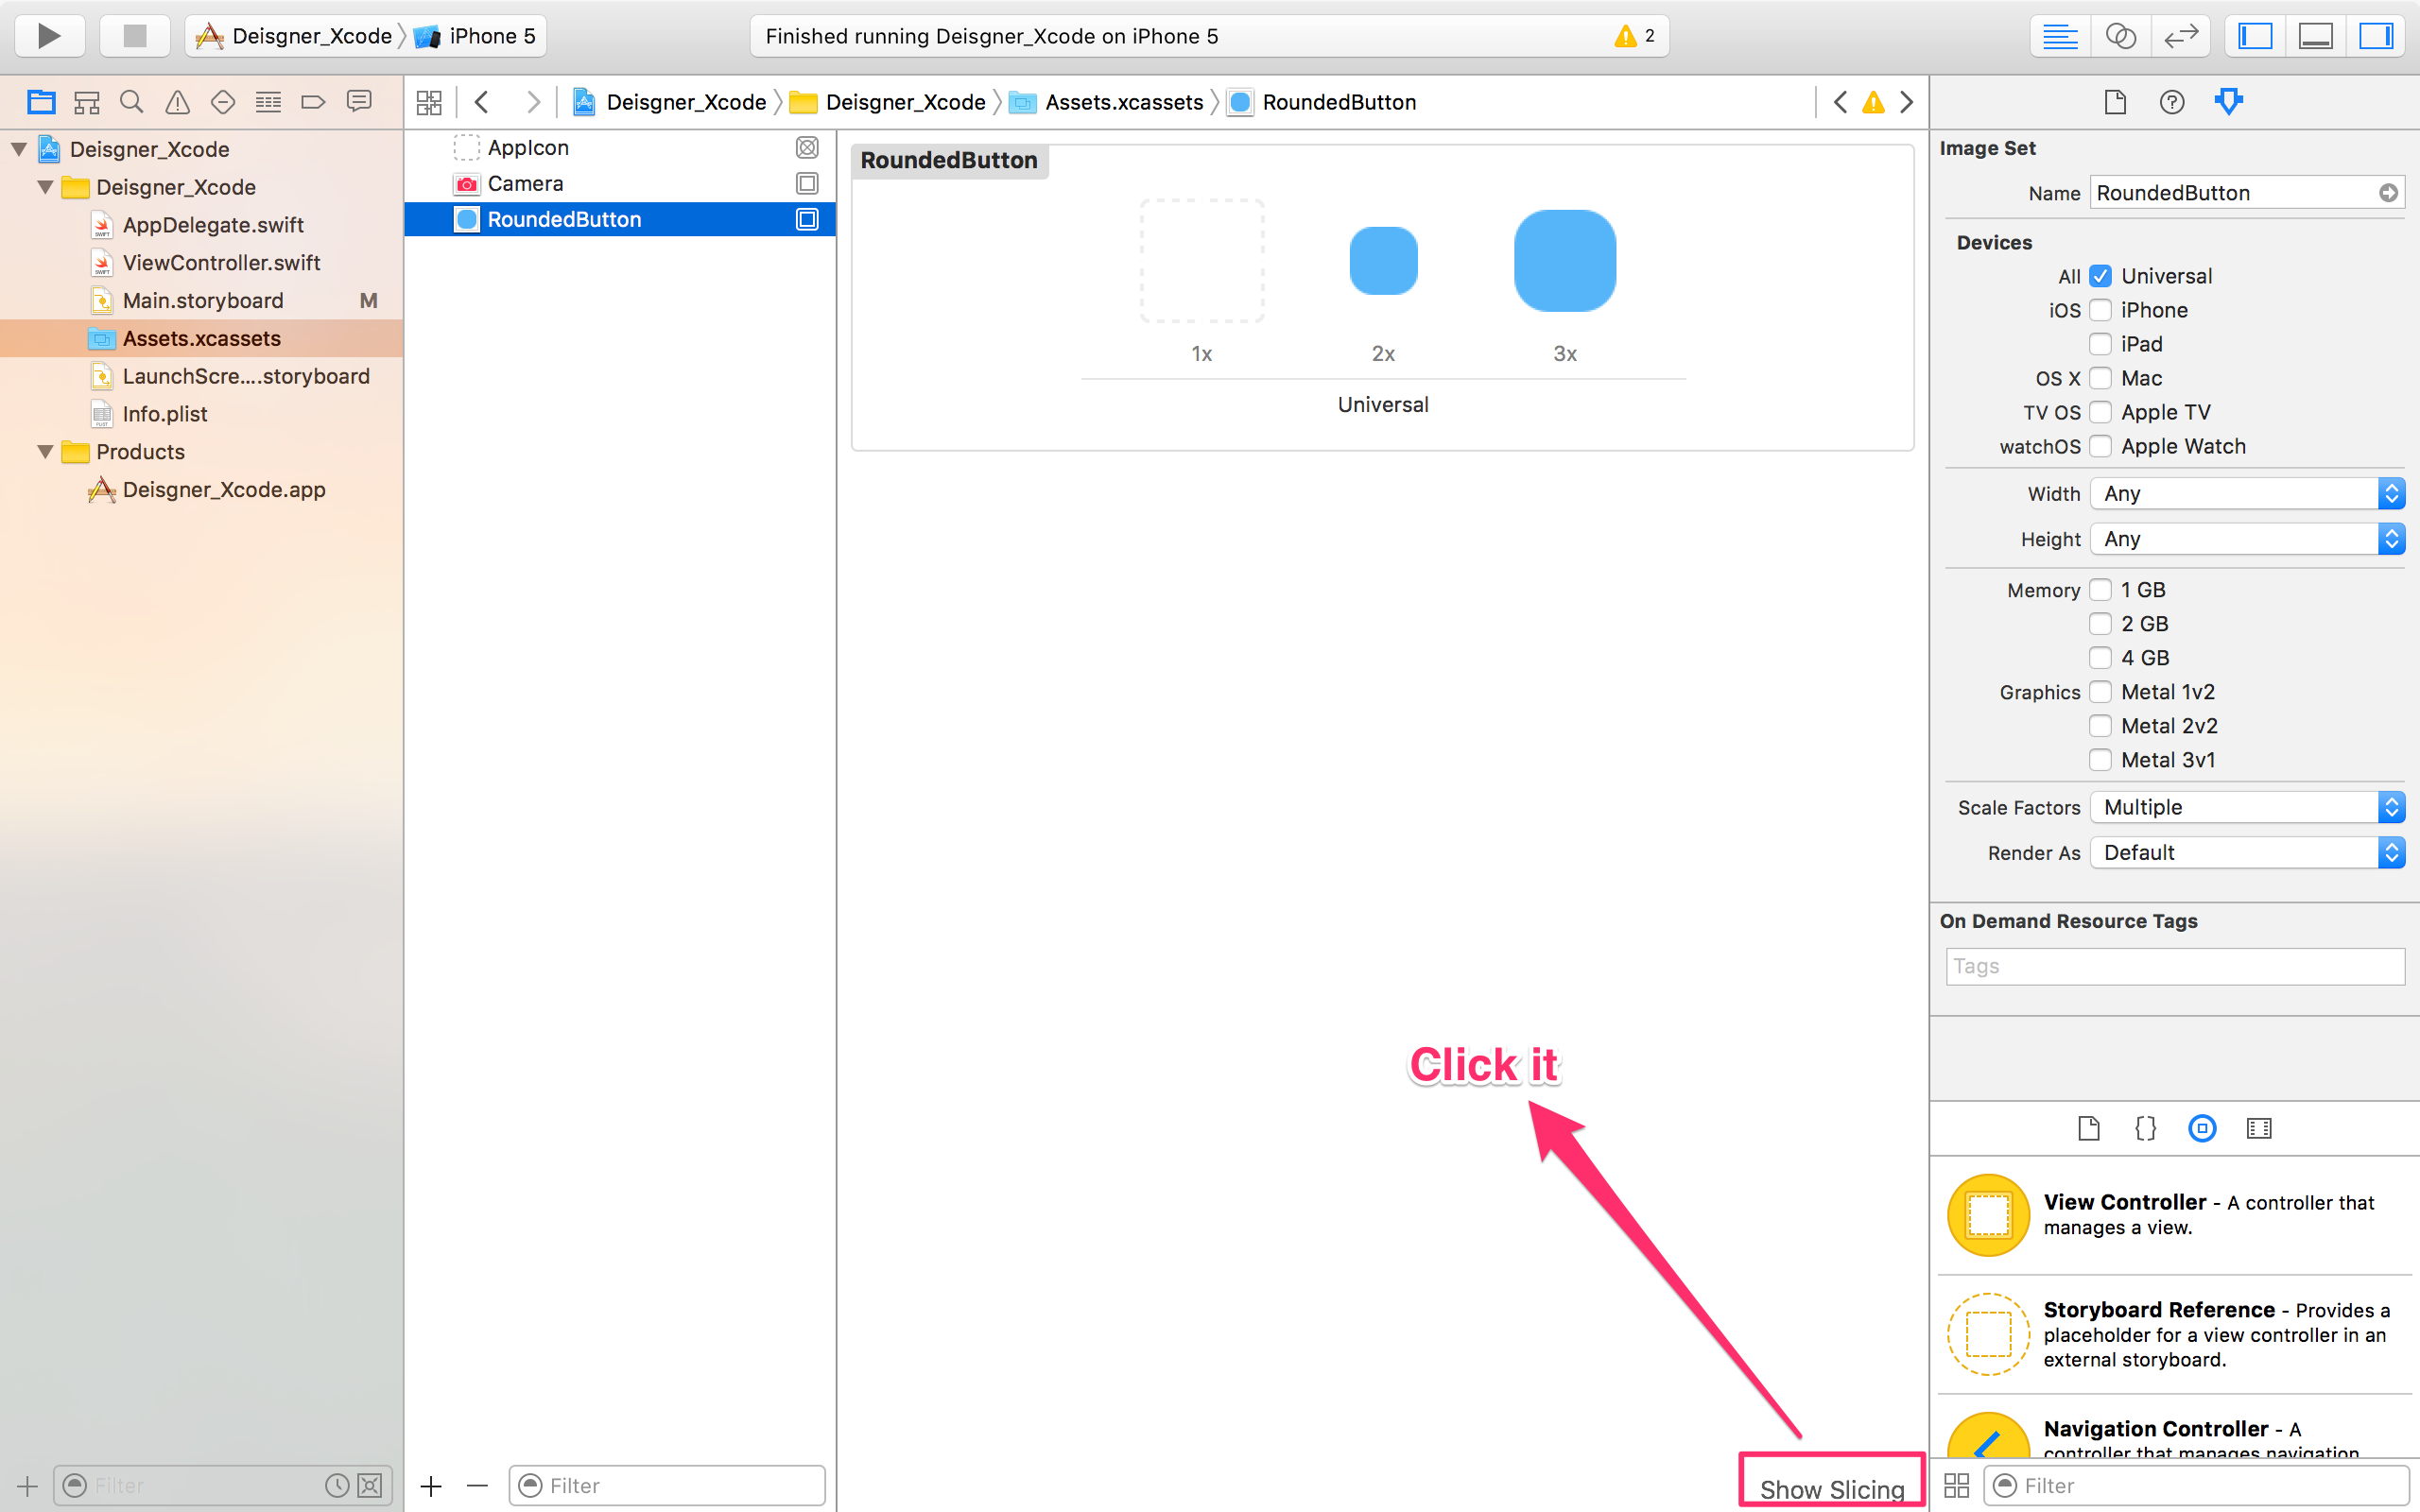 Deisgner_Xcode iPhone 5
Finished running Deisgner_Xcode on iPhone 5
2
Deisgner_Xcode Deisgner_Xcode Assets.xcassets RoundedButton
Deisgner_Xcode
Deisgner_Xcode
AppDelegate.swift
ViewController.swift
Main.storyboard M
Assets.xcassets
LaunchScre....storyboard
Info.plist
Products
Deisgner_Xcode.app
Filter
AppIcon
Camera
RoundedButton
Filter
RoundedButton
1x 2x 3x
Universal
Click it
Show Slicing
Image Set
Name RoundedButton
Devices
All Universal
iOS iPhone
iPad
OS X Mac
TV OS Apple TV
watchOS Apple Watch
Width Any
Height Any
Memory 1 GB
2 GB
4 GB
Graphics Metal 1v2
Metal 2v2
Metal 3v1
Scale Factors Multiple
Render As Default
On Demand Resource Tags
Tags
View Controller - A controller that
manages a view.
Storyboard Reference - Provides a
placeholder for a view controller in an
external storyboard.
Navigation Controller - A
controller that manages navigation
Filter